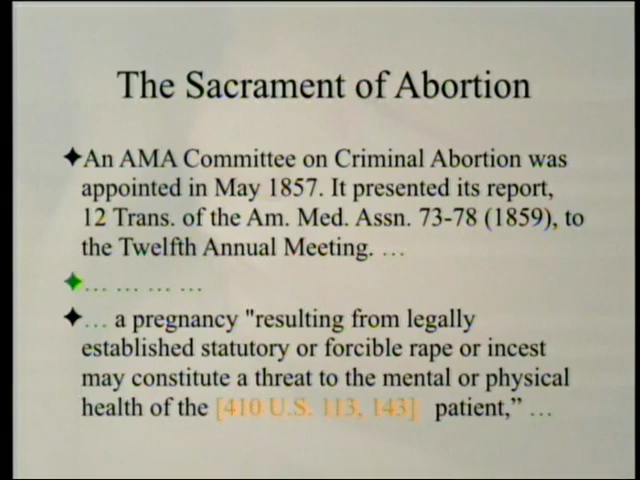 The Sacrament of Abortion
✦An AMA Committee on Criminal Abortion was
appointed in May 1857. It presented its report,
12 Trans. of the Am. Med. Assn. 73-78 (1859), to
the Twelfth Annual Meeting. …
✦… … … …
✦… a pregnancy "resulting from legally
established statutory or forcible rape or incest
may constitute a threat to the mental or physical
health of the [410 U.S. 113, 143] patient,” …